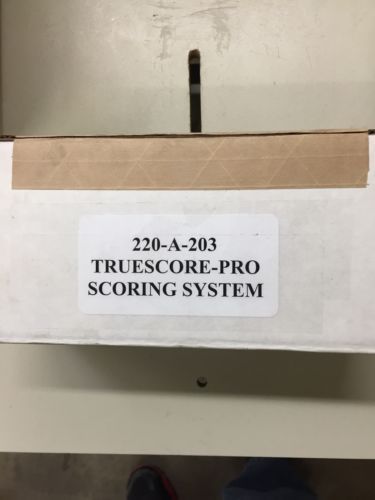 220-A-203
TRUESCORE-PRO
SCORING SYSTEM